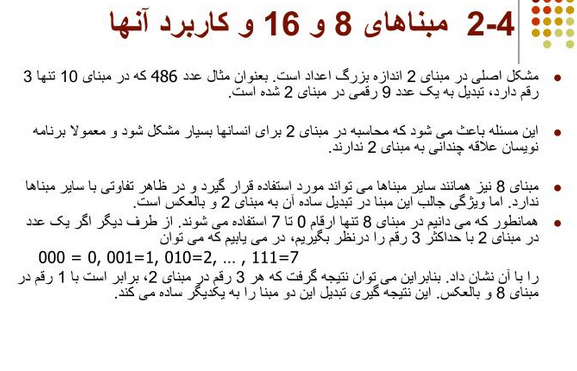 2-4 مبناهای 8 و 16 و کاربرد آنها
مشکل اصلی در مبنای 2 اندازه بزرگ اعداد است. بعنوان مثال عدد 486 که در مبنای 10 تنها 3
رقم دارد، تبدیل به یک عدد 9 رقمی در مبنای 2 شده است.
این مسئله باعث می شود که محاسبه در مبنای 2 برای انسانها بسیار مشکل شود و معمولا برنامه
نویسان علاقه چندانی به مبنای 2 ندارند.
مبنای 8 نیز همانند سایر مبناها می تواند مورد استفاده قرار گیرد و در ظاهر تفاوتی با سایر مبناها
ندارد. اما ویژگی جالب این مبنا در تبدیل ساده آن به مبنای 2 و بالعکس است.
همانطور که می دانیم در مبنای 8 تنها ارقام 0 تا 7 استفاده می شوند. از طرف دیگر اگر یک عدد
در مبنای 2 با حداکثر 3 رقم را درنظر بگیریم، در می یابیم که می توان
000 = 0, 001=1, 010=2, … , 111=7
را با آن نشان داد. بنابراین می توان نتیجه گرفت که هر 3 رقم در مبنای 2، برابر است با 1 رقم در
مبنای 8 و بالعکس. این نتیجه گیری تبدیل این دو مبنا را به یکدیگر ساده می کند.